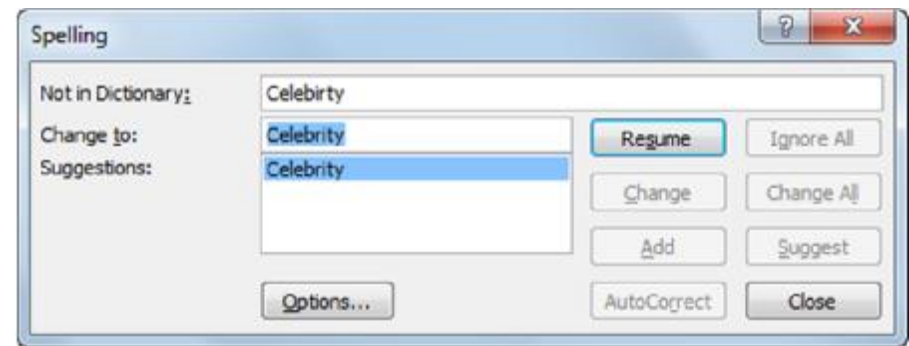 Spelling
Not in Dictionary: Celebirty
Change to: Celebrity Resume Ignore All
Suggestions: Celebrity
Change Change All
Add Suggest
Options... AutoCorrect Close